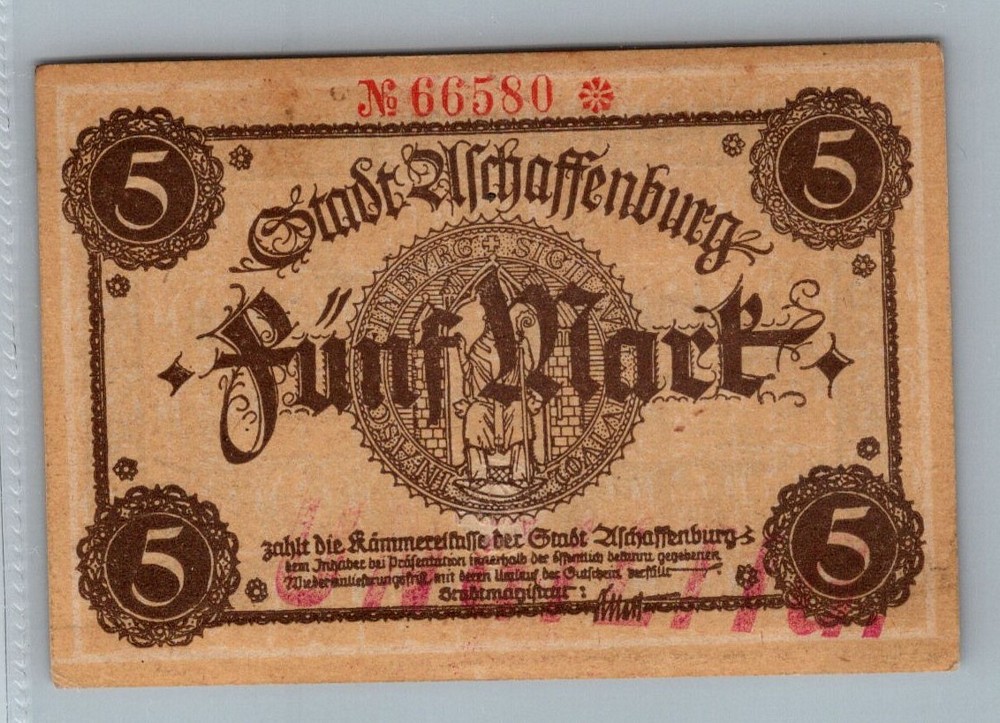 № 66580
5 5
Stadt Aschaffenburg
Fünf Mark
zahlt die Kämmereikasse der Stadt Aschaffenburg
dem Inhaber bei Präsentation innerhalb der öffentlich bekannt gegebenen
Wiedereinlieferungsfrist, mit deren Umlauf der Gutschein verfällt
Stadtmagistrat:
5 5